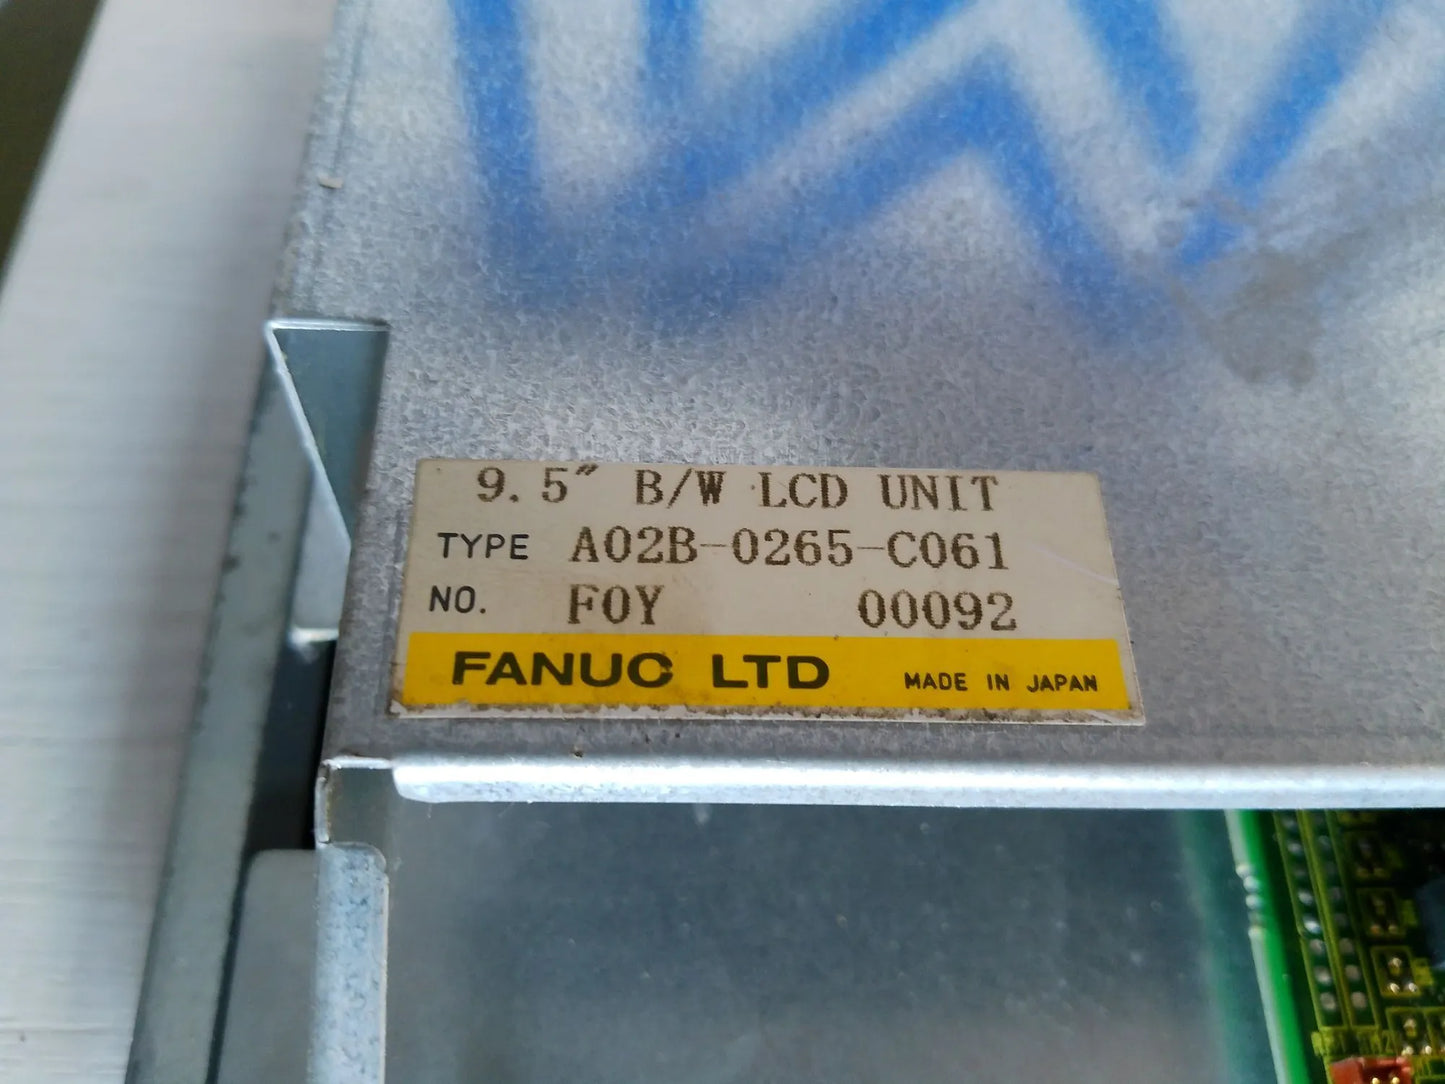 9.5″ B/W LCD UNIT
TYPE A02B-0265-C061
NO. F0Y 00092
FANUC LTD MADE IN JAPAN